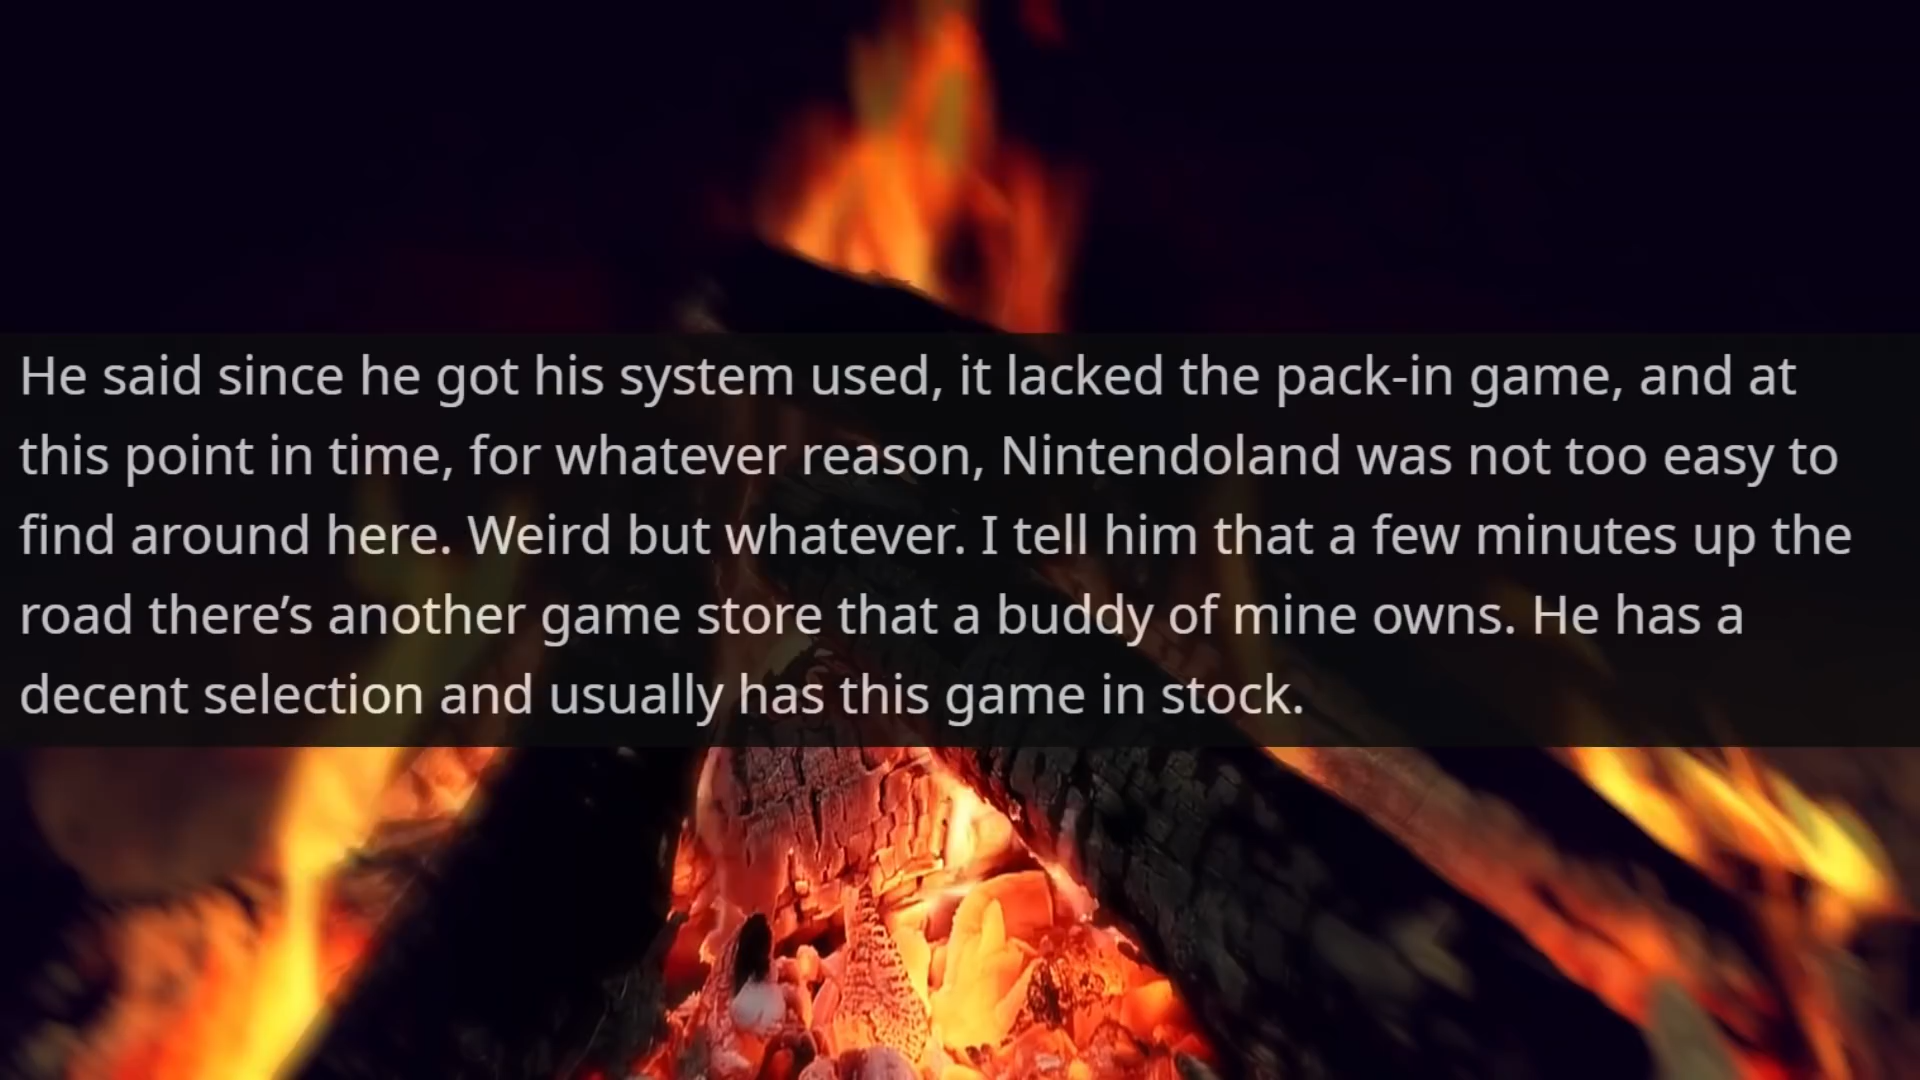 He said since he got his system used, it lacked the pack-in game, and at
this point in time, for whatever reason, Nintendoland was not too easy to
find around here. Weird but whatever. I tell him that a few minutes up the
road there’s another game store that a buddy of mine owns. He has a
decent selection and usually has this game in stock.